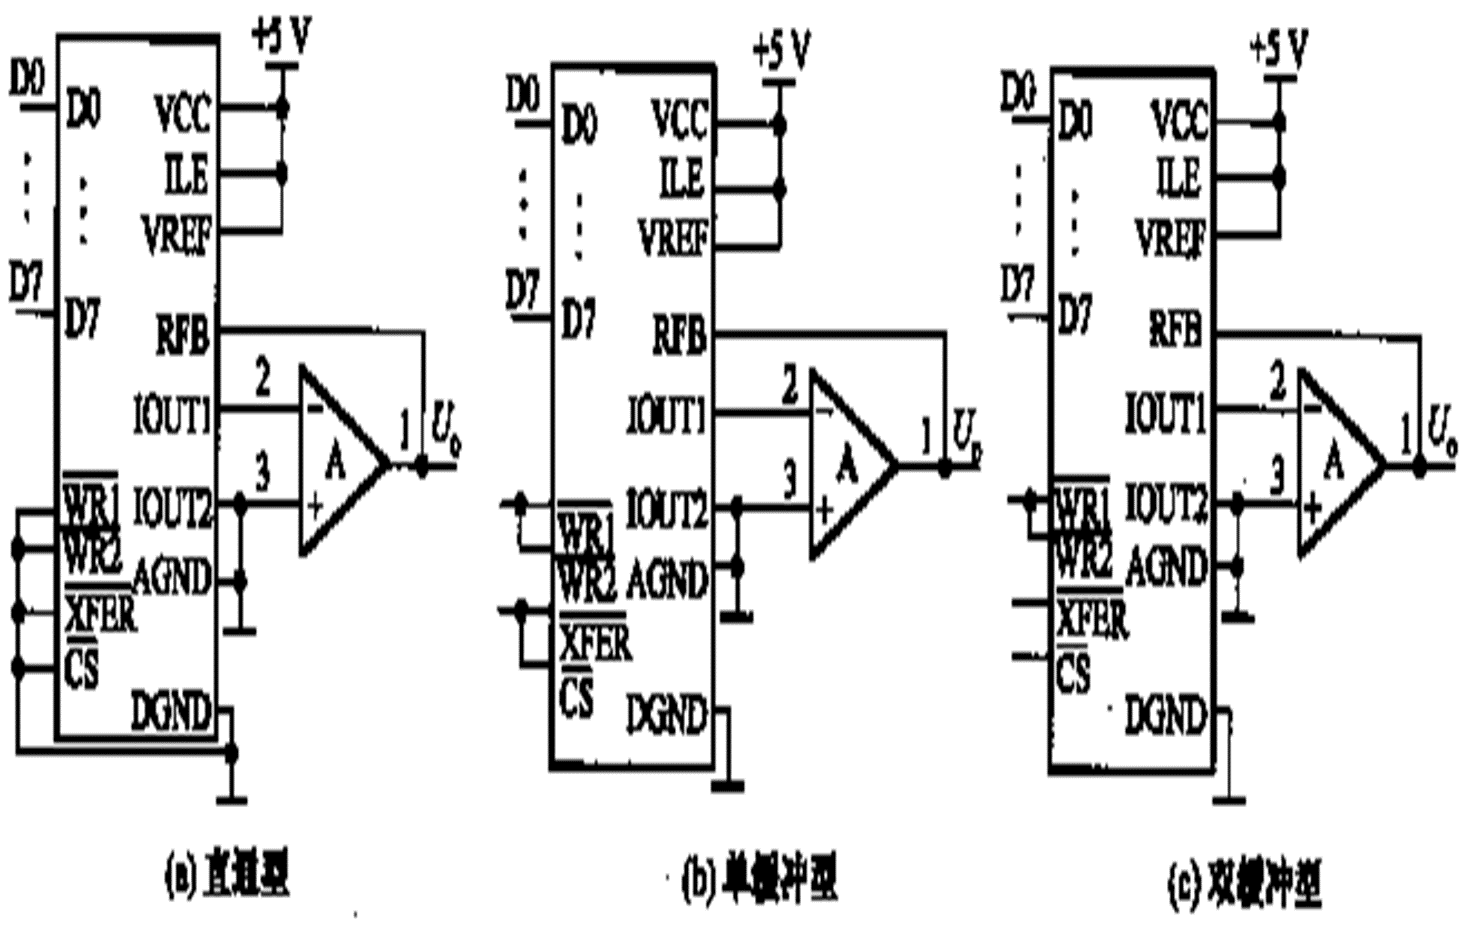 +5 V
D0
D0
VCC
ILE
VREF
D7
D7
RFB
2
IOUT1
−
1
Uo
A
3
WR1
IOUT2
+
WR2
AGND
XFER
CS
DGND
(a) 直通型
+5 V
D0
D0
VCC
ILE
VREF
D7
D7
RFB
2
IOUT1
−
1
Uo
A
3
WR1
IOUT2
+
WR2
AGND
XFER
CS
DGND
(b) 单缓冲型
+5 V
D0
D0
VCC
ILE
VREF
D7
D7
RFB
2
IOUT1
−
1
Uo
A
3
WR1
IOUT2
+
WR2
AGND
XFER
CS
DGND
(c) 双缓冲型